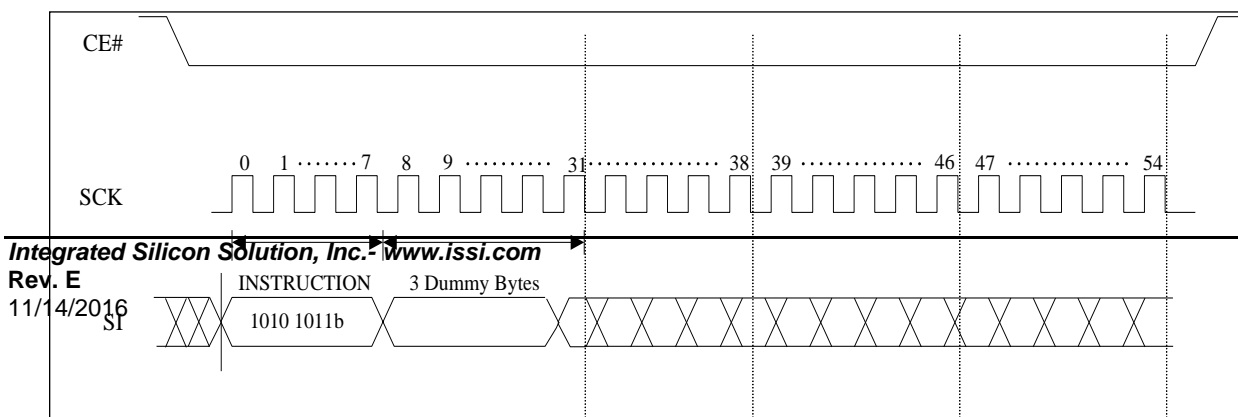 CE#
0 1 ······· 7 8 9 ·········· 31 ················ 38 39 ·············· 46 47 ················ 54
SCK
Integrated Silicon Solution, Inc.- www.issi.com
Rev. E
11/14/2016
INSTRUCTION 3 Dummy Bytes
SI 1010 1011b